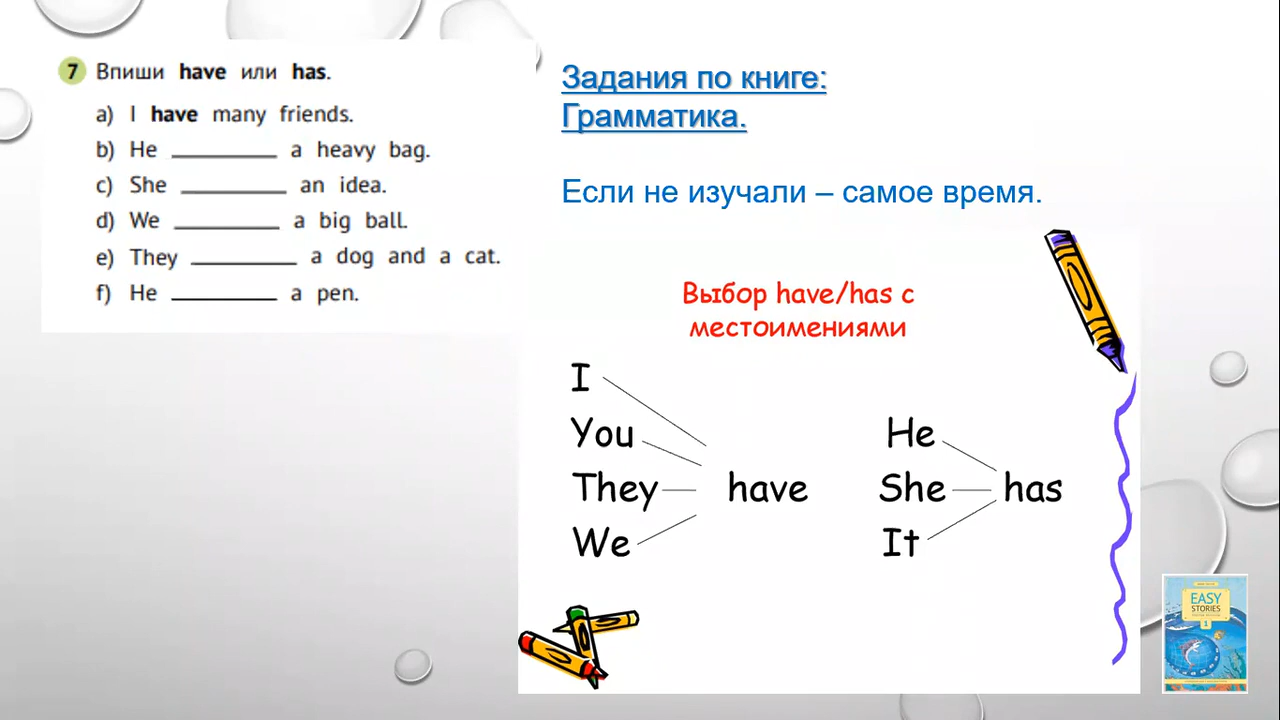 7 Впиши have или has.
a) I have many friends.
b) He ________ a heavy bag.
c) She ________ an idea.
d) We ________ a big ball.
e) They ________ a dog and a cat.
f) He ________ a pen.
Задания по книге:
Грамматика.
Если не изучали – самое время.
Выбор have/has с
местоимениями
I
You
They
We
have
He
She
It
has
EASY
STORIES
1